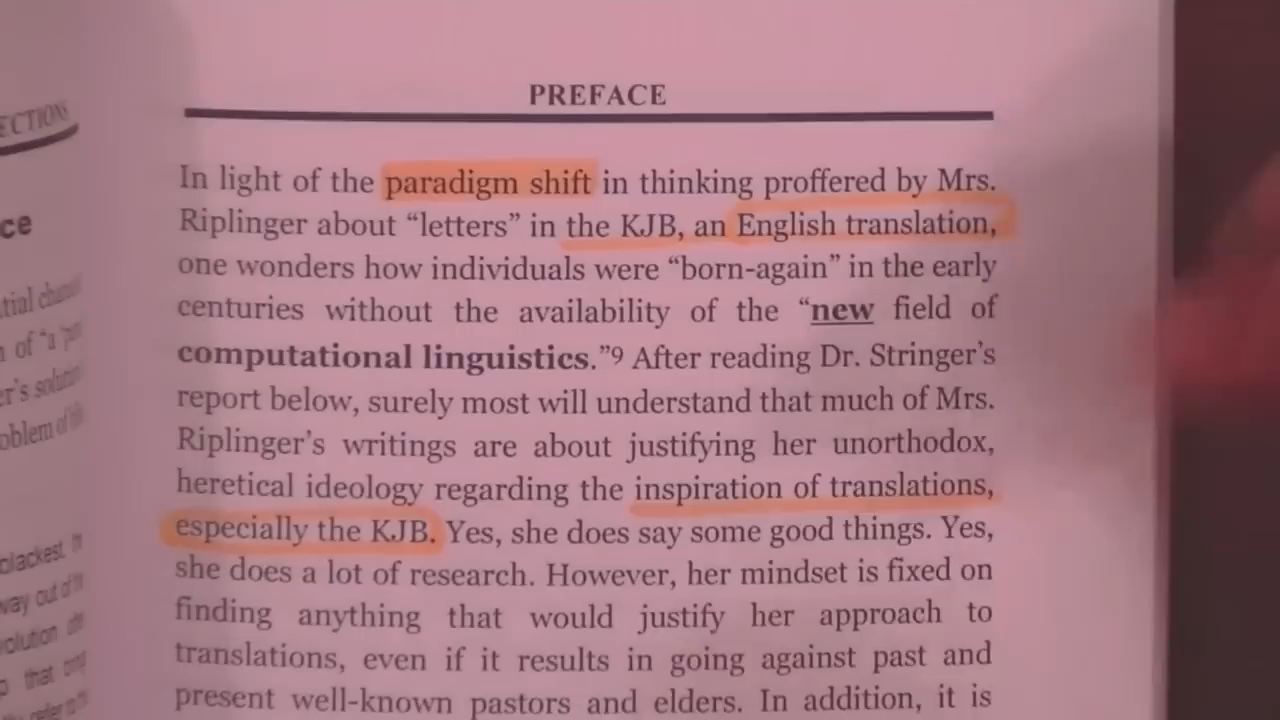 PREFACE
In light of the paradigm shift in thinking proffered by Mrs.
Riplinger about “letters” in the KJB, an English translation,
one wonders how individuals were “born-again” in the early
centuries without the availability of the “new field of
computational linguistics.”9 After reading Dr. Stringer’s
report below, surely most will understand that much of Mrs.
Riplinger’s writings are about justifying her unorthodox,
heretical ideology regarding the inspiration of translations,
especially the KJB. Yes, she does say some good things. Yes,
she does a lot of research. However, her mindset is fixed on
finding anything that would justify her approach to
translations, even if it results in going against past and
present well-known pastors and elders. In addition, it is